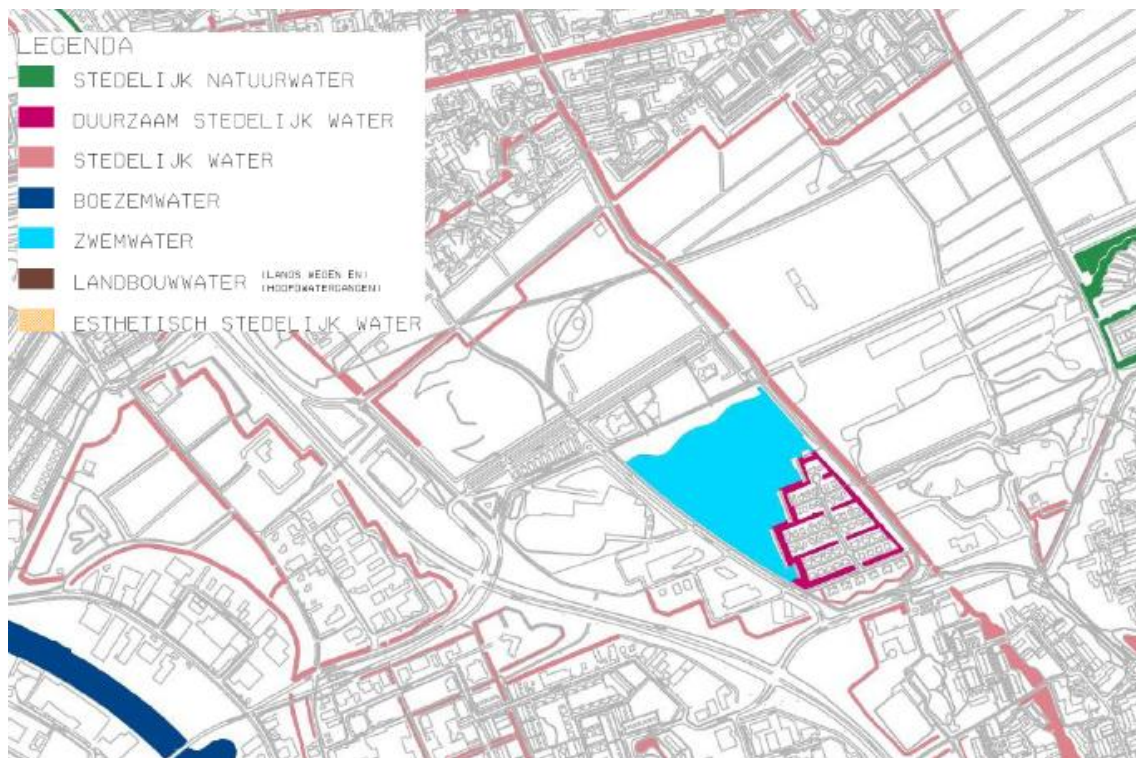 LEGENDA
STEDELIJK NATUURWATER
DUURZAAM STEDELIJK WATER
STEDELIJK WATER
BOEZEMWATER
ZWEMWATER
LANDBOUWWATER (LANGS WEGEN EN)
(HOOFDWATERGANGEN)
ESTHETISCH STEDELIJK WATER